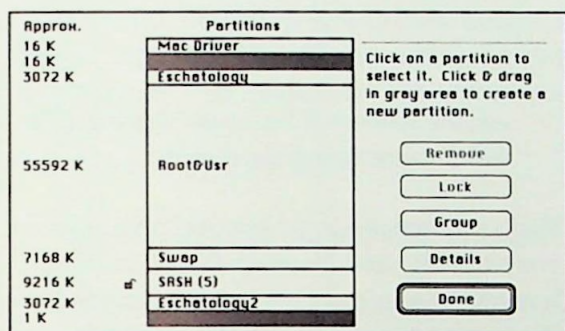 Approx.
Partitions
16 K
Mac Driver
16 K
3072 K
Eschatology
55592 K
Root&Usr
7168 K
Swap
9216 K
SASH (5)
3072 K
Eschatology2
1 K
Click on a partition to
select it. Click & drag
in gray area to create a
new partition.
Remove
Lock
Group
Details
Done